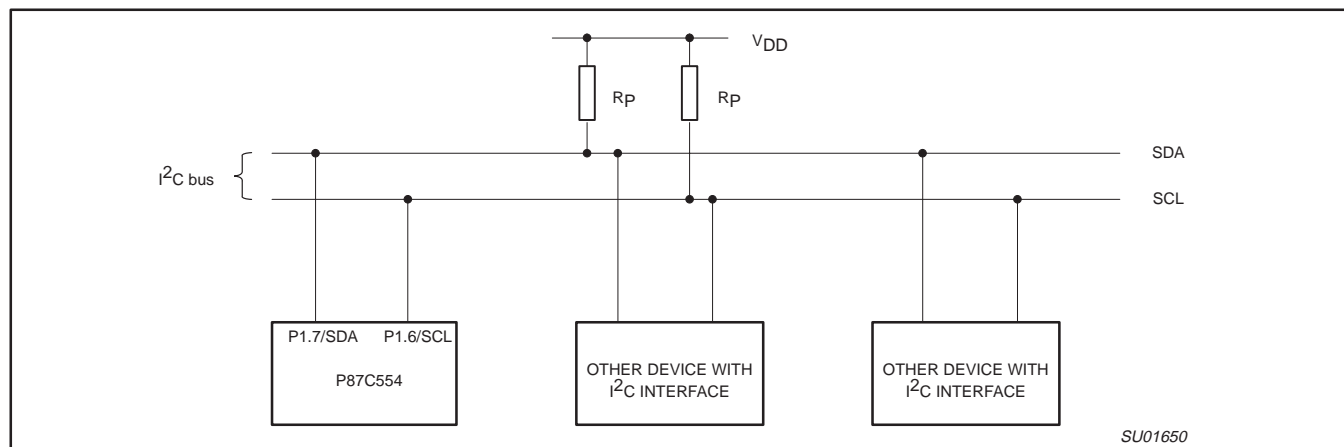 VDD
RP RP
SDA
I2C bus
SCL
P1.7/SDA P1.6/SCL
P87C554
OTHER DEVICE WITH
I2C INTERFACE
OTHER DEVICE WITH
I2C INTERFACE
SU01650